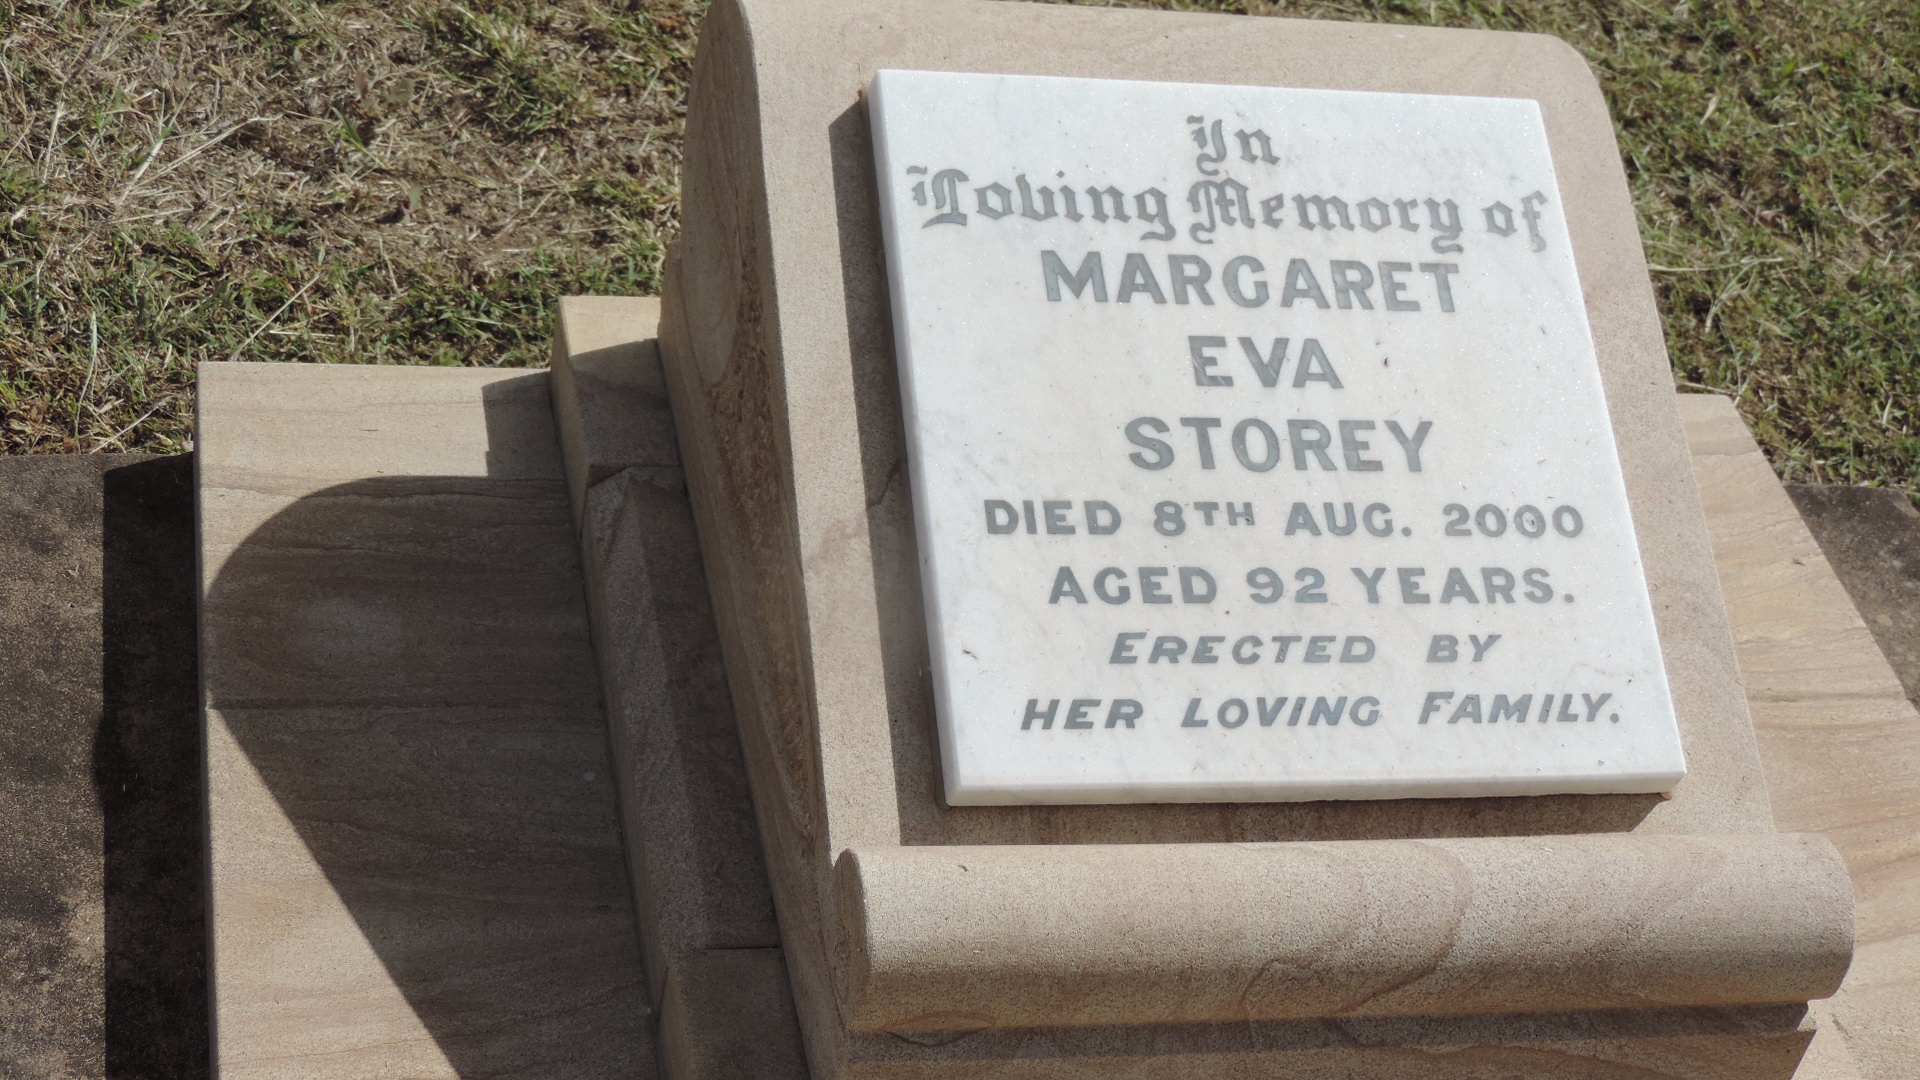 In
Loving Memory of
MARGARET
EVA
STOREY
DIED 8TH AUG. 2000
AGED 92 YEARS.
ERECTED BY
HER LOVING FAMILY.